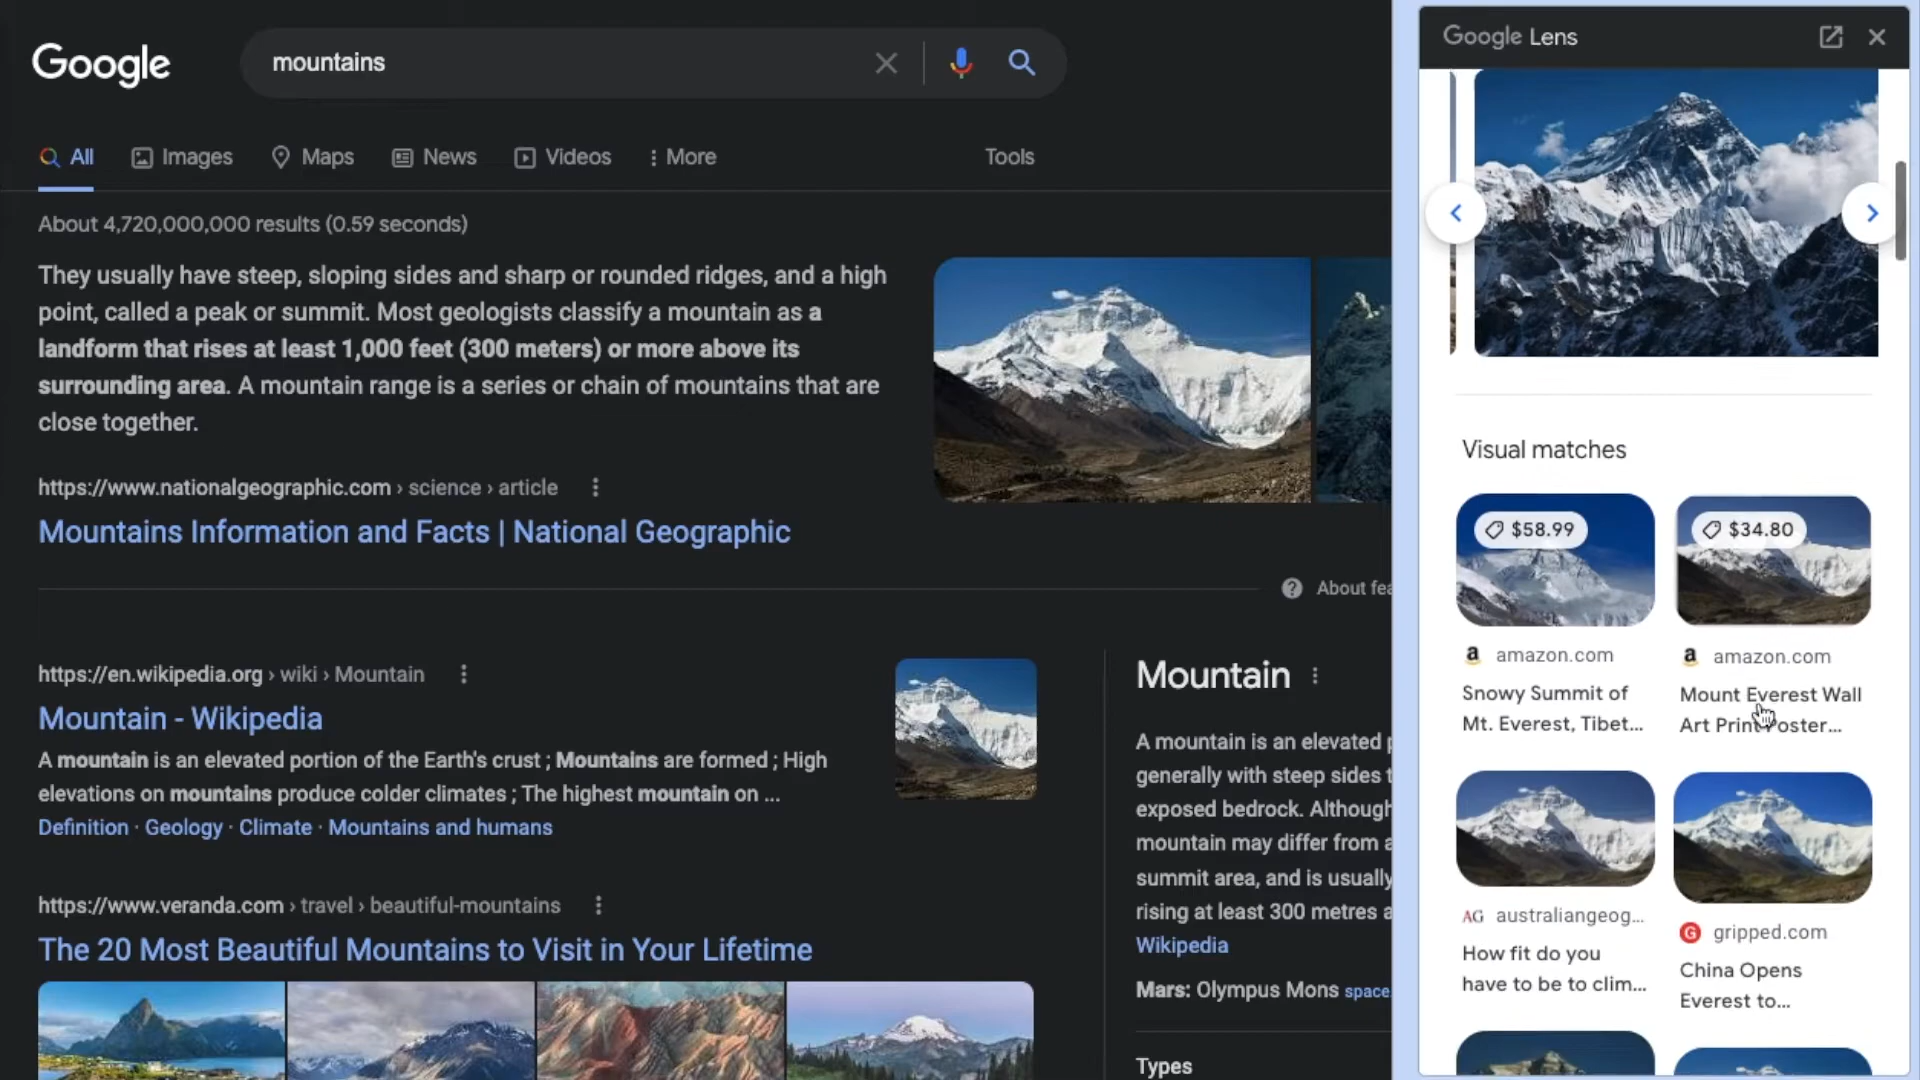 Google
mountains
All
Images
Maps
News
Videos
More
Tools
About 4,720,000,000 results (0.59 seconds)
They usually have steep, sloping sides and sharp or rounded ridges, and a high
point, called a peak or summit. Most geologists classify a mountain as a
landform that rises at least 1,000 feet (300 meters) or more above its
surrounding area. A mountain range is a series or chain of mountains that are
close together.
https://www.nationalgeographic.com › science › article
Mountains Information and Facts | National Geographic
About fea
https://en.wikipedia.org › wiki › Mountain
Mountain - Wikipedia
A mountain is an elevated portion of the Earth's crust ; Mountains are formed ; High
elevations on mountains produce colder climates ; The highest mountain on ...
Definition · Geology · Climate · Mountains and humans
https://www.veranda.com › travel › beautiful-mountains
The 20 Most Beautiful Mountains to Visit in Your Lifetime
Mountain
A mountain is an elevated p
generally with steep sides t
exposed bedrock. Although
mountain may differ from a
summit area, and is usually
rising at least 300 metres a
Wikipedia
Mars: Olympus Mons space.
Types
Google Lens
Visual matches
$58.99
amazon.com
Snowy Summit of
Mt. Everest, Tibet...
$34.80
amazon.com
Mount Everest Wall
Art Print Poster...
AG australiangeog...
How fit do you
have to be to clim...
G gripped.com
China Opens
Everest to...